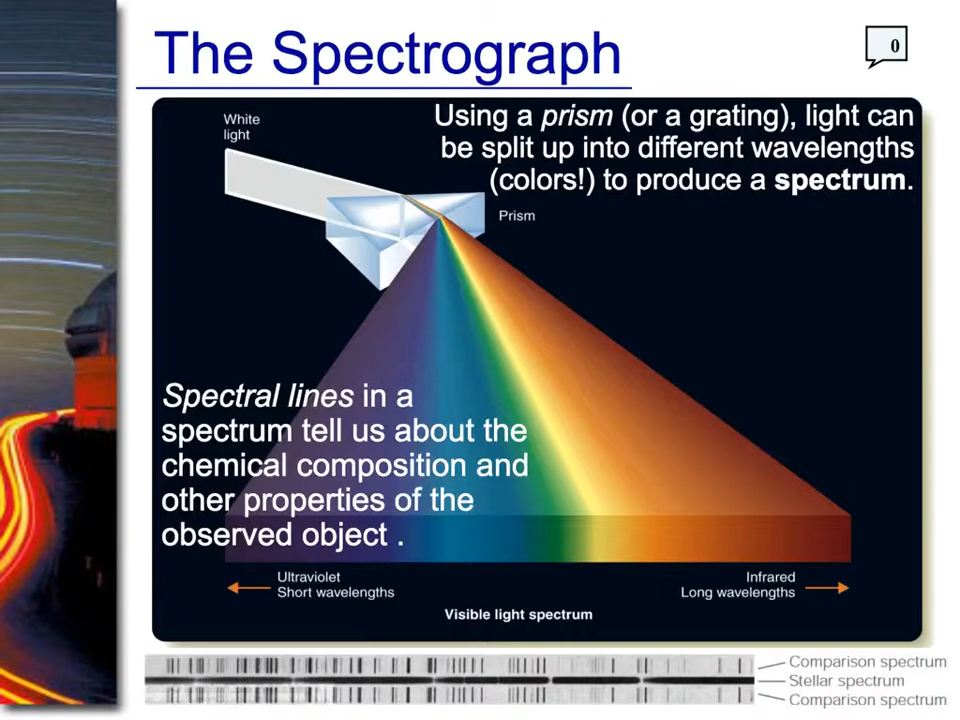 The Spectrograph
0
Using a prism (or a grating), light can
be split up into different wavelengths
(colors!) to produce a spectrum.
White
light
Prism
Spectral lines in a
spectrum tell us about the
chemical composition and
other properties of the
observed object .
Ultraviolet
Short wavelengths
Infrared
Long wavelengths
Visible light spectrum
Comparison spectrum
Stellar spectrum
Comparison spectrum